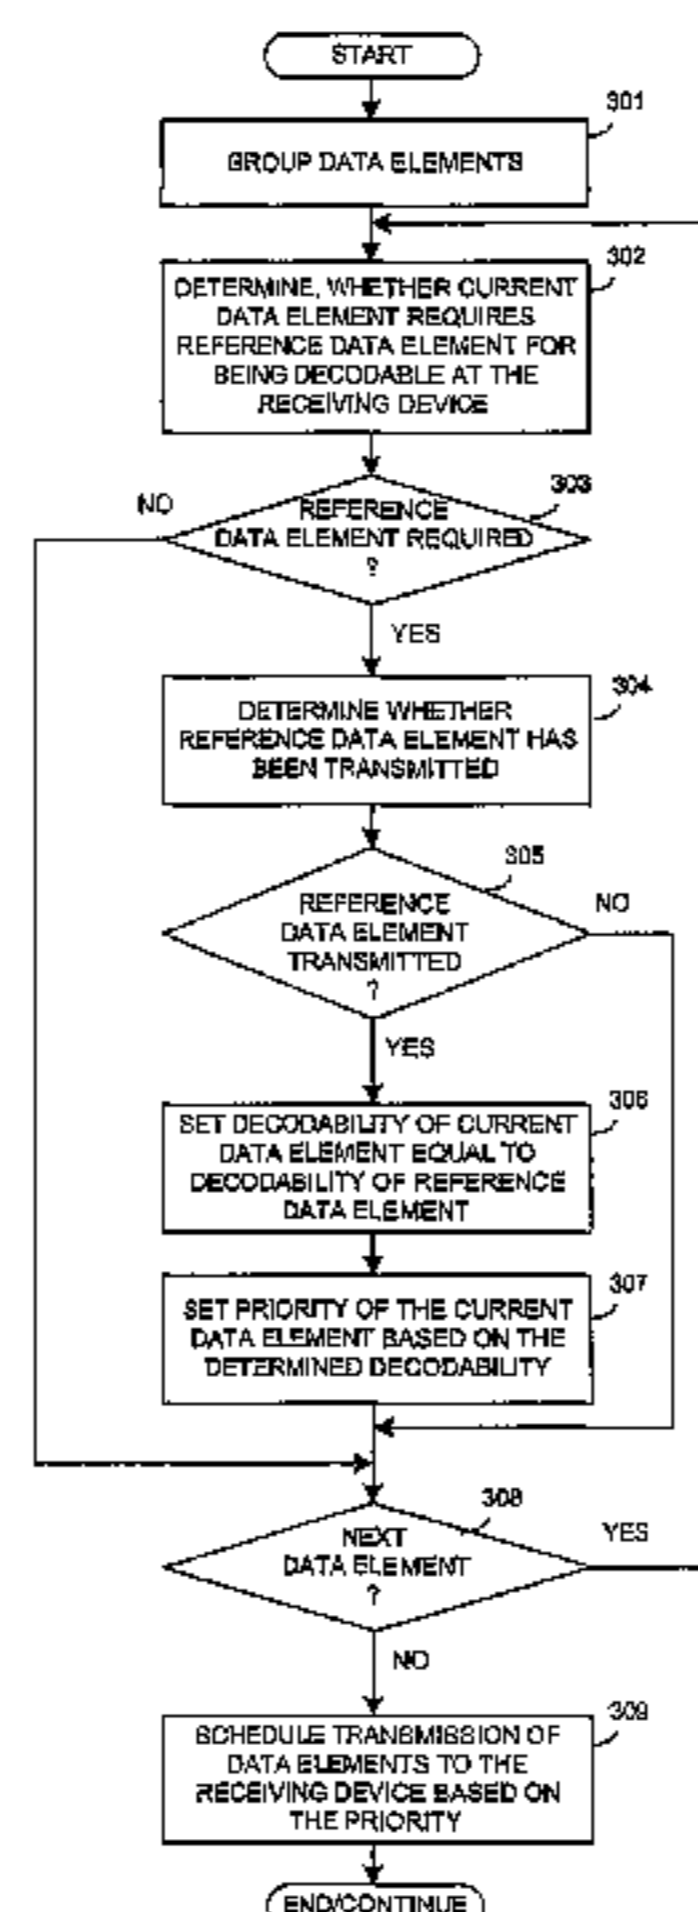 START
301
GROUP DATA ELEMENTS
302
DETERMINE, WHETHER CURRENT
DATA ELEMENT REQUIRES
REFERENCE DATA ELEMENT FOR
BEING DECODABLE AT THE
RECEIVING DEVICE
303
NO
REFERENCE
DATA ELEMENT REQUIRED
?
YES
304
DETERMINE WHETHER
REFERENCE DATA ELEMENT HAS
BEEN TRANSMITTED
305
NO
REFERENCE
DATA ELEMENT
TRANSMITTED
?
YES
306
SET DECODABILITY OF CURRENT
DATA ELEMENT EQUAL TO
DECODABILITY OF REFERENCE
DATA ELEMENT
307
SET PRIORITY OF THE CURRENT
DATA ELEMENT BASED ON THE
DETERMINED DECODABILITY
308
YES
NEXT
DATA ELEMENT
?
NO
309
SCHEDULE TRANSMISSION OF
DATA ELEMENTS TO THE
RECEIVING DEVICE BASED ON
THE PRIORITY
END/CONTINUE